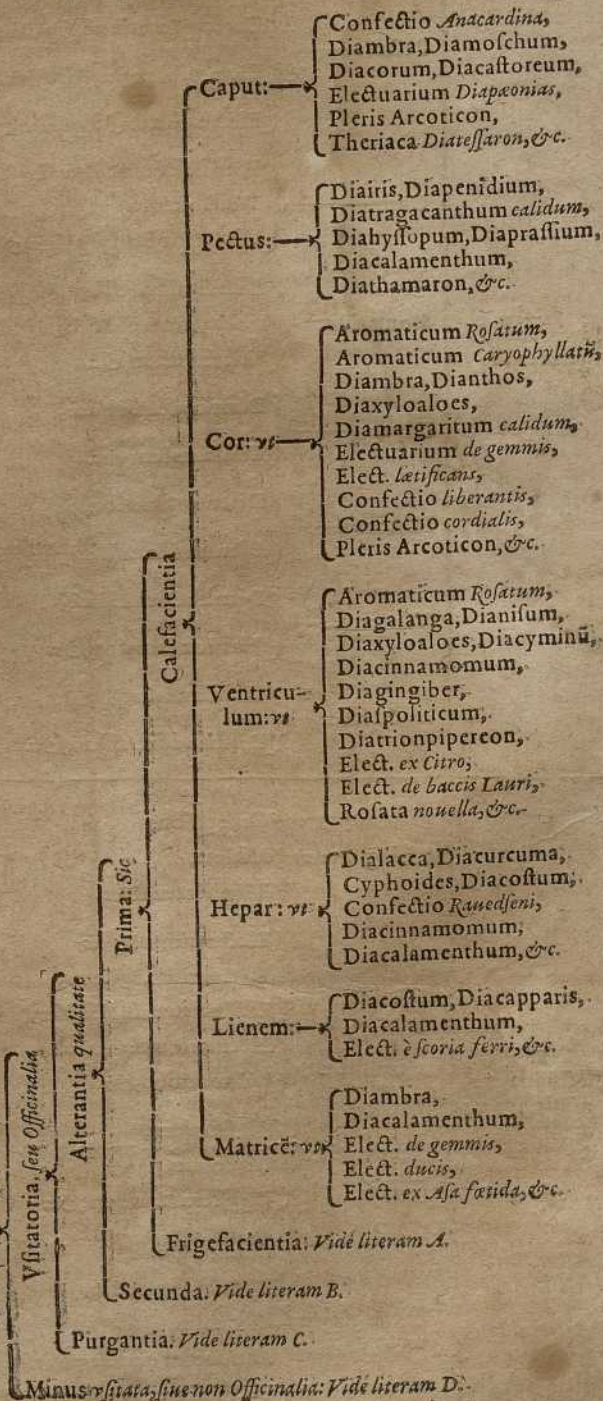 Confectio Anacardina,
Diambra, Diamoſchum,
Diacorum, Diacaſtoreum,
Caput:
Electuarium Diapæonias,
Pleris Arcoticon,
Theriaca Diateſſaron, &c.
Diairis, Diapenidium,
Diatragacanthum calidum,
Pectus:
Diahyſſopum, Diapraſſium,
Diacalamenthum,
Diathamaron, &c.
Aromaticum Roſatum,
Aromaticum Caryophyllatū,
Diambra, Dianthos,
Diaxyloaloes,
Diamargaritum calidum,
Cor: vt
Electuarium de gemmis,
Elect. lætificans,
Confectio liberantis,
Confectio cordialis,
Pleris Arcoticon, &c.
Calefacientia
Aromaticum Roſatum,
Diagalanga, Dianiſum,
Diaxyloaloes, Diacyminū,
Diacinnamomum,
Ventricu-
lum: vt
Diagingiber,
Diaſpoliticum,
Diatrionpipereon,
Elect. ex Citro,
Elect. de baccis Lauri,
Roſata nouella, &c.
Prima: Sic
Dialacca, Diacurcuma,
Cyphoides, Diacoſtum,
Hepar: vt
Confectio Rauedſeni,
Diacinnamomum,
Diacalamenthum, &c.
Alterantia qualitate
Diacoſtum, Diacapparis,
Lienem:
Diacalamenthum,
Elect. è ſcoria ferri, &c.
Vſitatoria, ſeu Officinalia
Diambra,
Diacalamenthum,
Matricē: vt
Elect. de gemmis,
Elect. ducis,
Elect. ex Aſa fœtida, &c.
Frigefacientia: Vide literam A.
Secunda. Vide literam B.
Purgantia. Vide literam C.
Minus vſitata, ſiue non Officinalia: Vide literam D.